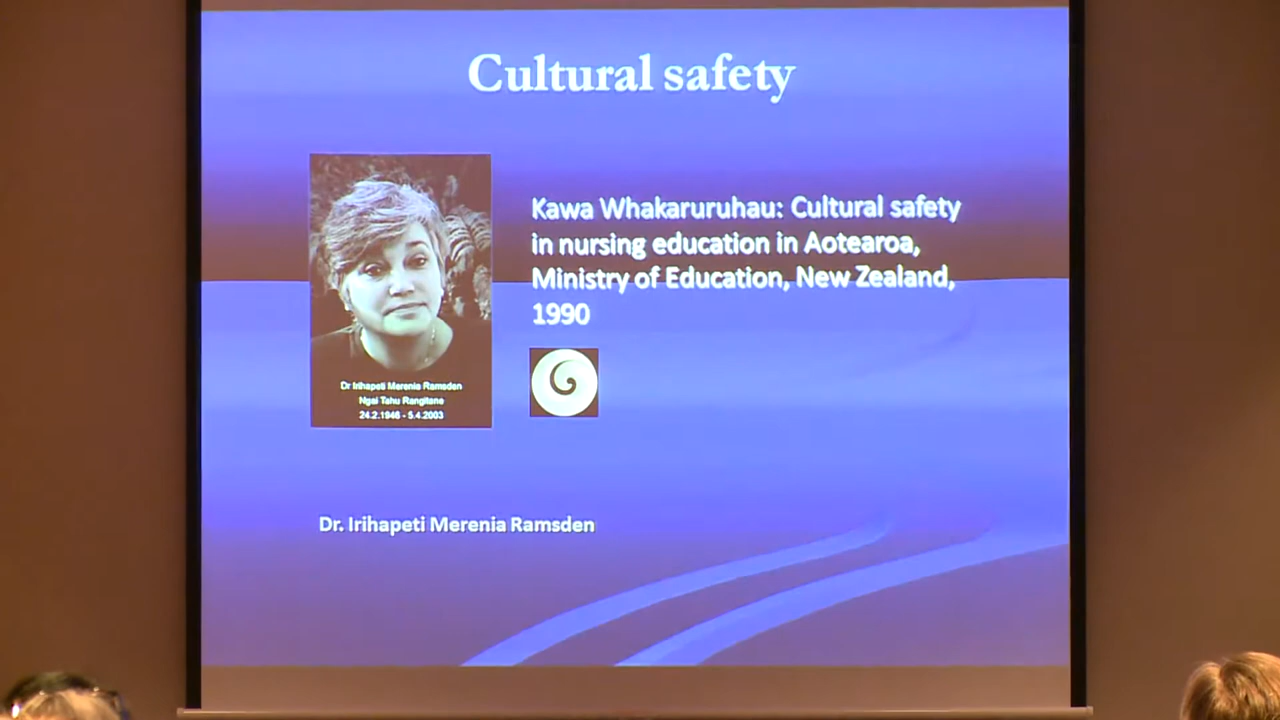 Cultural safety
Kawa Whakaruruhau: Cultural safety
in nursing education in Aotearoa,
Ministry of Education, New Zealand,
1990
Dr Irihapeti Merenia Ramsden
Ngai Tahu Rangitane
24.2.1946 - 5.4.2003
Dr. Irihapeti Merenia Ramsden